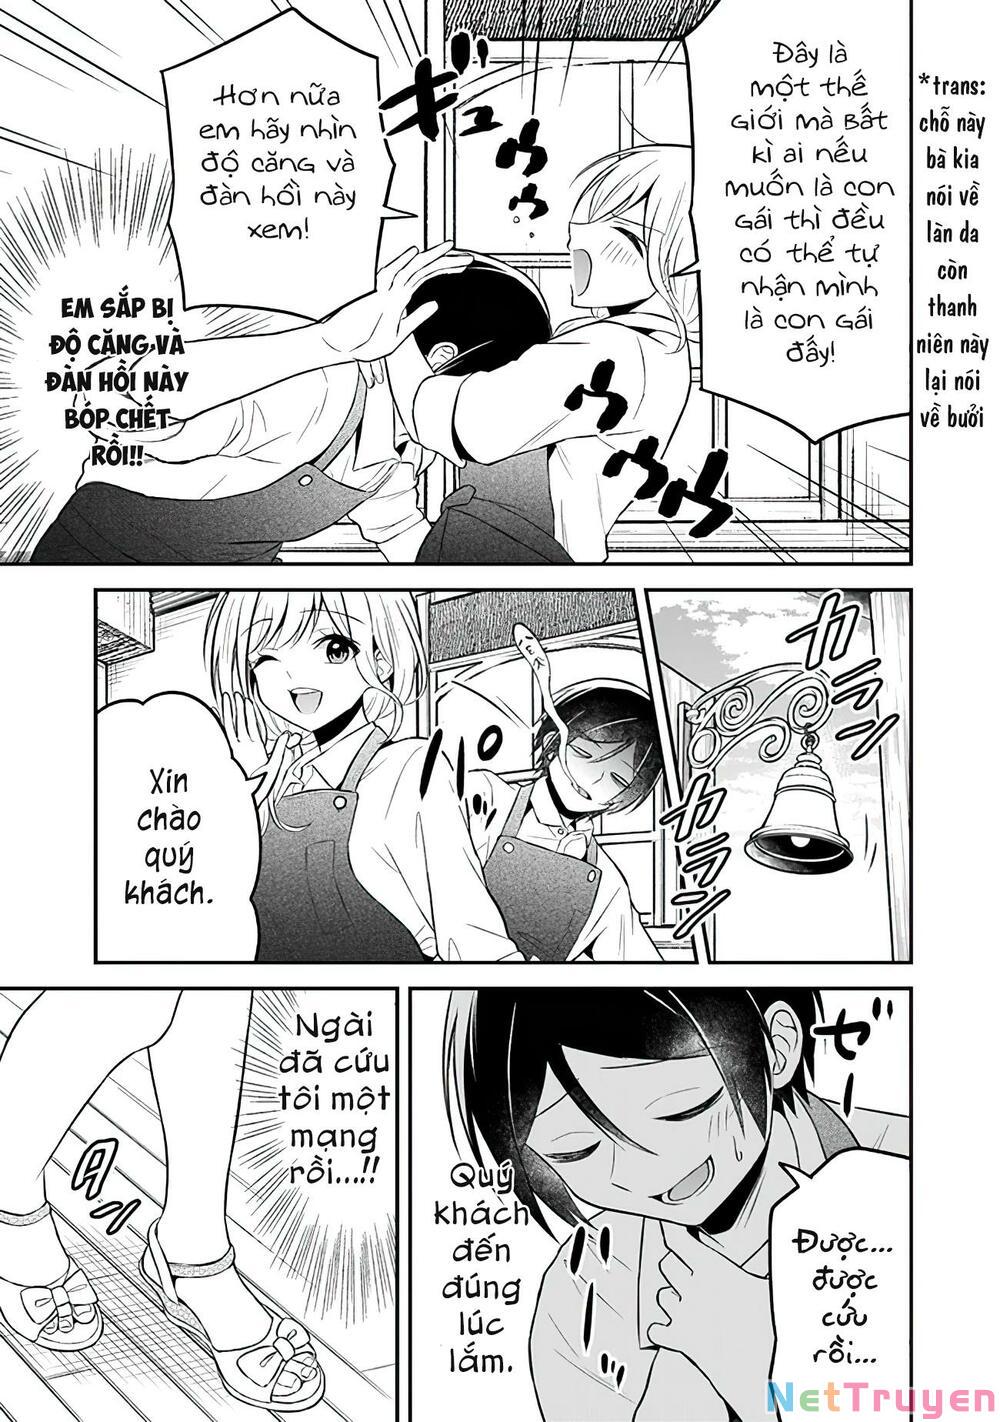 *trans:
chỗ này
bà kia
nói về
làn da
còn
thanh
niên này
lại nói
về bưởi
Đây là
một thế
giới mà bất
kì ai nếu
muốn là con
gái thì đều
có thể tự
nhận mình
là con gái
đấy!
ギュウ
ウウウウ
Hơn nữa
em hãy nhìn
độ căng và
đàn hồi này
xem!
EM SẮP BỊ
ĐỘ CĂNG VÀ
ĐÀN HỒI NÀY
BÓP CHẾT
RỒI!!
カラン
カラン
パッ
Xin
chào
quý
khách.
ゼー
Được...
được
cứu
rồi...
Quý
khách
đến
đúng
lúc
lắm.
Ngài
đã cứu
tôi một
mạng
rồi...!!
NetTruyen